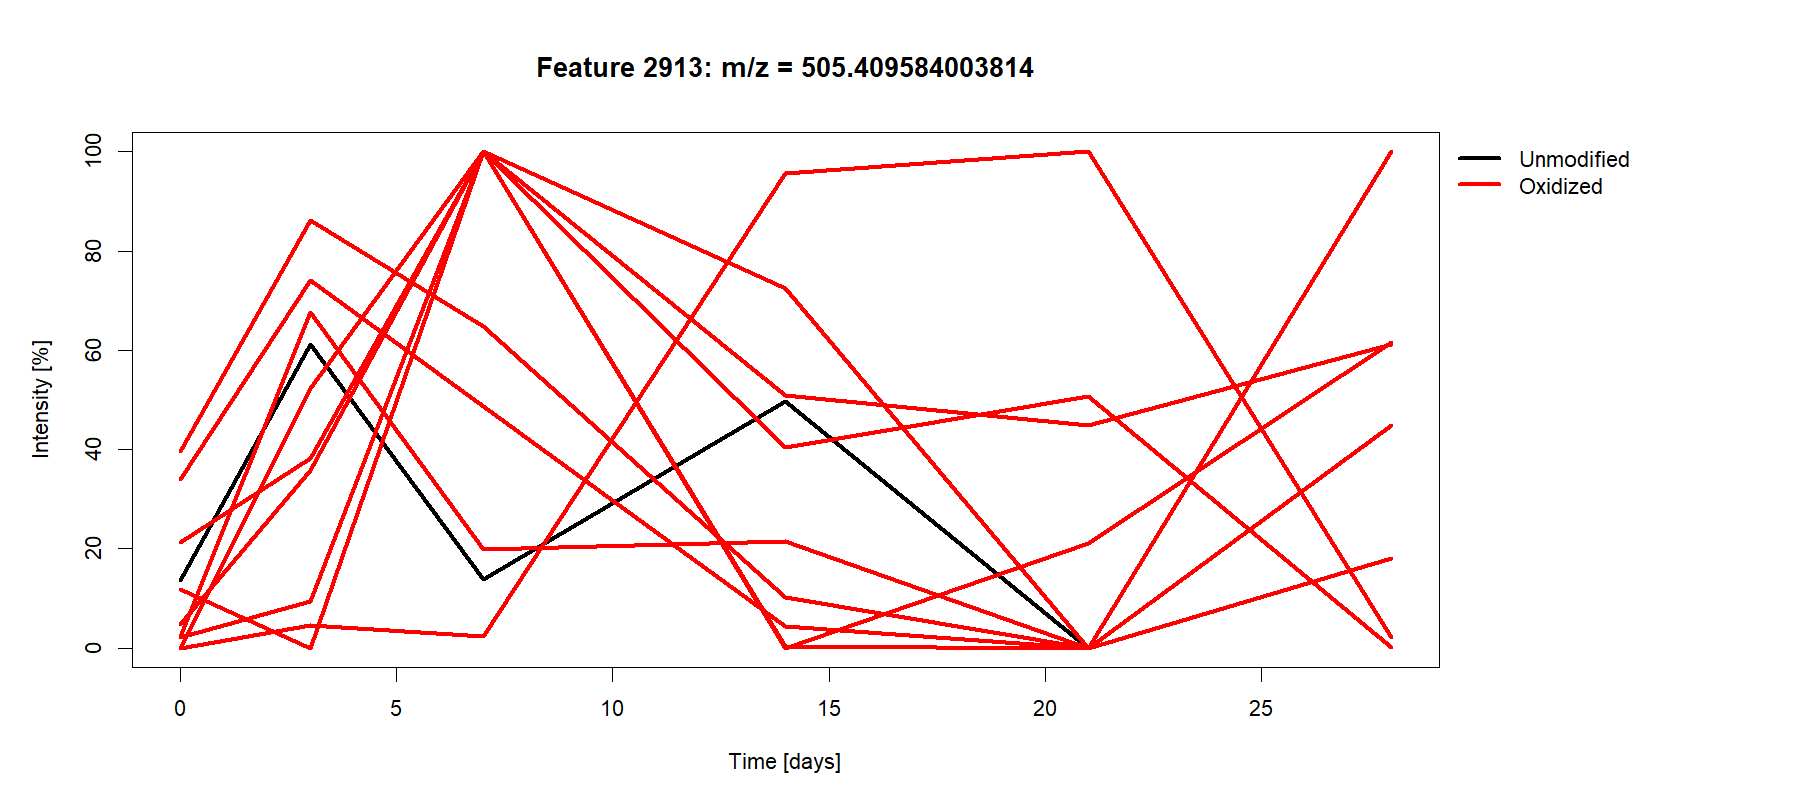 Feature 2913: m/z = 505.409584003814
Unmodified
Oxidized
100
80
60
40
20
0
Intensity [%]
0 5 10 15 20 25
Time [days]